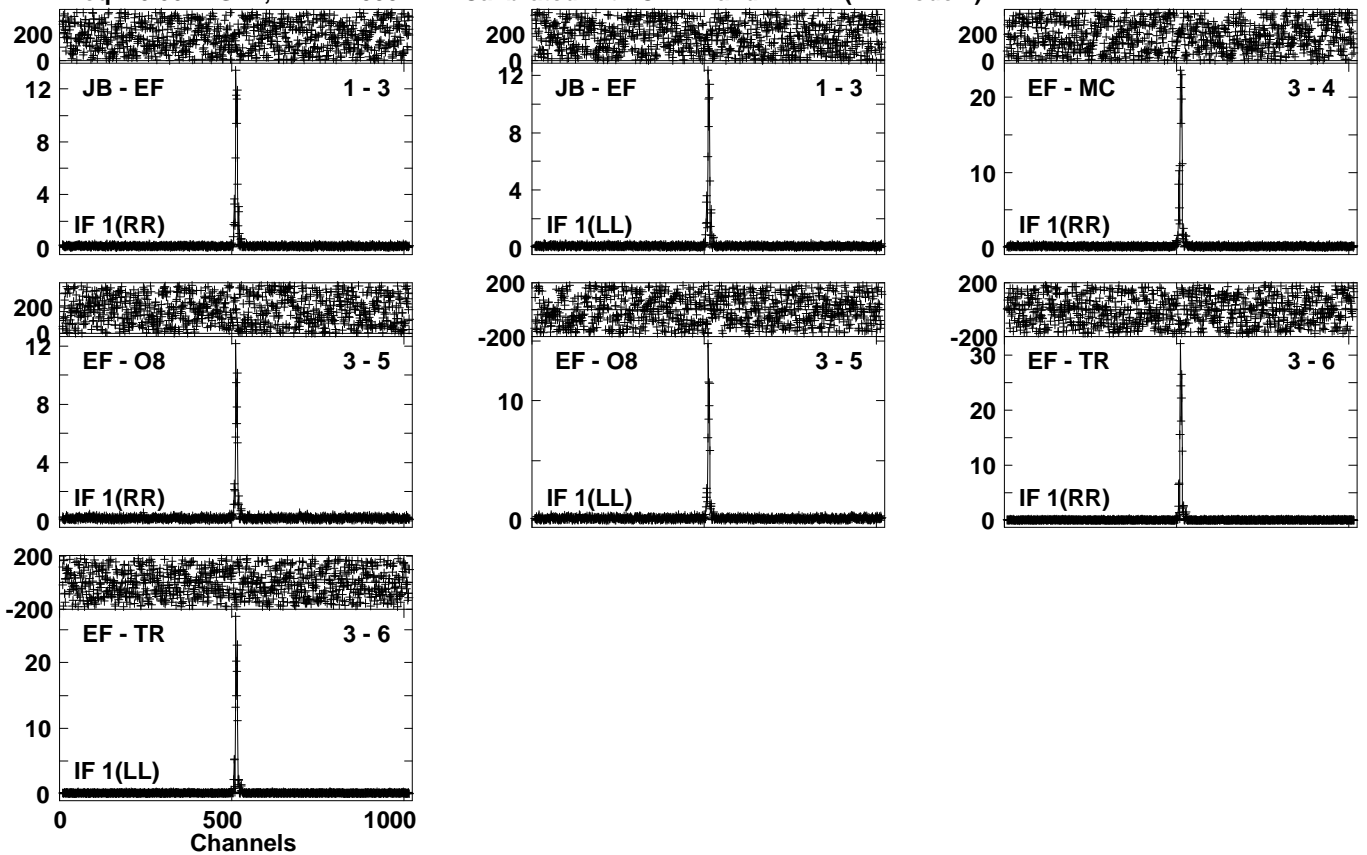 200
0
12
8
4
0
JB - EF 1 - 3
IF 1(RR)
200
0
12
8
4
0
JB - EF 1 - 3
IF 1(LL)
200
0
20
10
0
EF - MC 3 - 4
IF 1(RR)
200
0
12
8
4
0
EF - O8 3 - 5
IF 1(RR)
200
-200
10
0
EF - O8 3 - 5
IF 1(LL)
200
-200
30
20
10
0
EF - TR 3 - 6
IF 1(RR)
200
-200
20
10
0
EF - TR 3 - 6
IF 1(LL)
0 500 1000
Channels